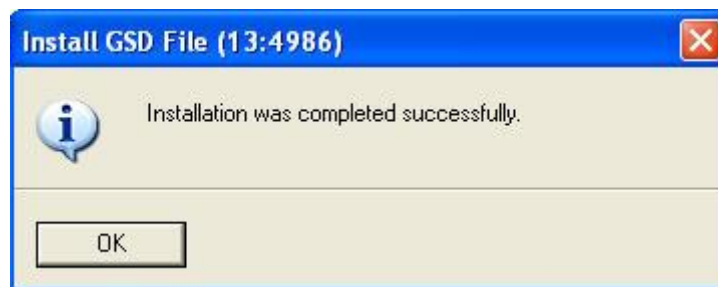 Install GSD File (13:4986)
Installation was completed successfully.
OK